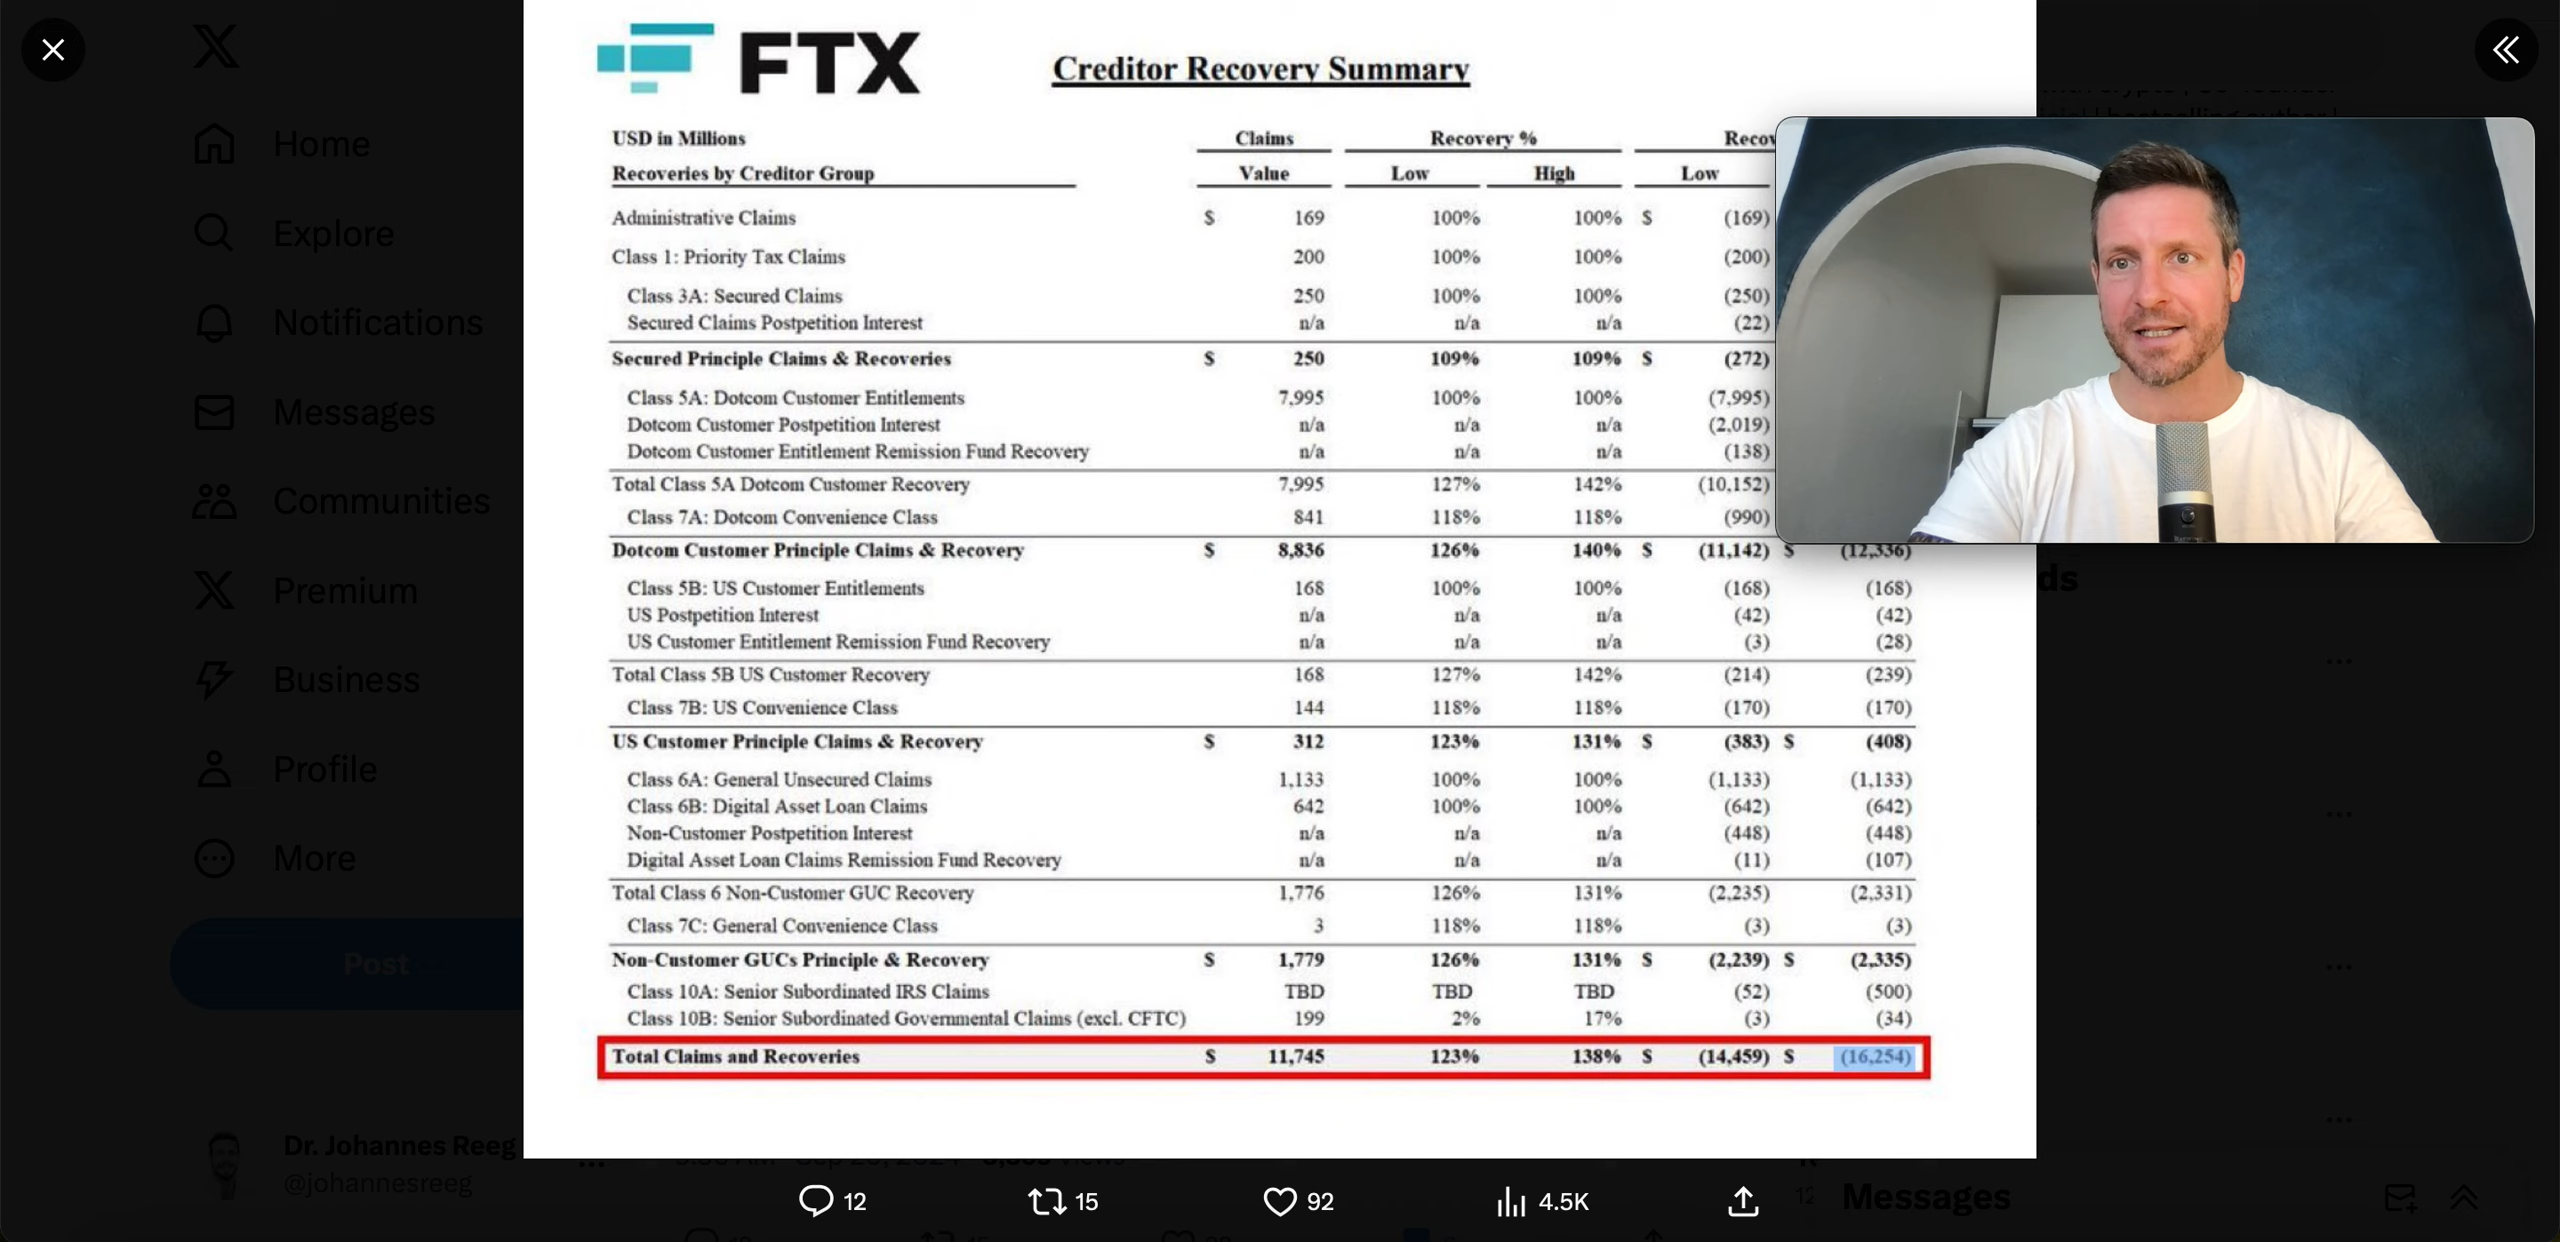 FTX
Creditor Recovery Summary
USD in Millions Claims Recovery %
Recoveries by Creditor Group Value Low High Low
Administrative Claims $ 169 100% 100% $ (169)
Class 1: Priority Tax Claims 200 100% 100% (200)
Class 3A: Secured Claims 250 100% 100% (250)
Secured Claims Postpetition Interest n/a n/a n/a (22)
Secured Principle Claims & Recoveries $ 250 109% 109% $ (272)
Class 5A: Dotcom Customer Entitlements 7,995 100% 100% (7,995)
Dotcom Customer Postpetition Interest n/a n/a n/a (2,019)
Dotcom Customer Entitlement Remission Fund Recovery n/a n/a n/a (138)
Total Class 5A Dotcom Customer Recovery 7,995 127% 142% (10,152)
Class 7A: Dotcom Convenience Class 841 118% 118% (990)
Dotcom Customer Principle Claims & Recovery $ 8,836 126% 140% $ (11,142) $ (12,336)
Class 5B: US Customer Entitlements 168 100% 100% (168) (168)
US Postpetition Interest n/a n/a n/a (42) (42)
US Customer Entitlement Remission Fund Recovery n/a n/a n/a (3) (28)
Total Class 5B US Customer Recovery 168 127% 142% (214) (239)
Class 7B: US Convenience Class 144 118% 118% (170) (170)
US Customer Principle Claims & Recovery $ 312 123% 131% $ (383) $ (408)
Class 6A: General Unsecured Claims 1,133 100% 100% (1,133) (1,133)
Class 6B: Digital Asset Loan Claims 642 100% 100% (642) (642)
Non-Customer Postpetition Interest n/a n/a n/a (448) (448)
Digital Asset Loan Claims Remission Fund Recovery n/a n/a n/a (11) (107)
Total Class 6 Non-Customer GUC Recovery 1,776 126% 131% (2,235) (2,331)
Class 7C: General Convenience Class 3 118% 118% (3) (3)
Non-Customer GUCs Principle & Recovery $ 1,779 126% 131% $ (2,239) $ (2,335)
Class 10A: Senior Subordinated IRS Claims TBD TBD TBD (52) (500)
Class 10B: Senior Subordinated Governmental Claims (excl. CFTC) 199 2% 17% (3) (34)
Total Claims and Recoveries $ 11,745 123% 138% $ (14,459) $ (16,254)
Home
Explore
Notifications
Messages
Communities
Premium
Business
Profile
More
Post
Dr. Johannes Reeg
@johannesreeg
12 15 92 4.5K
Messages